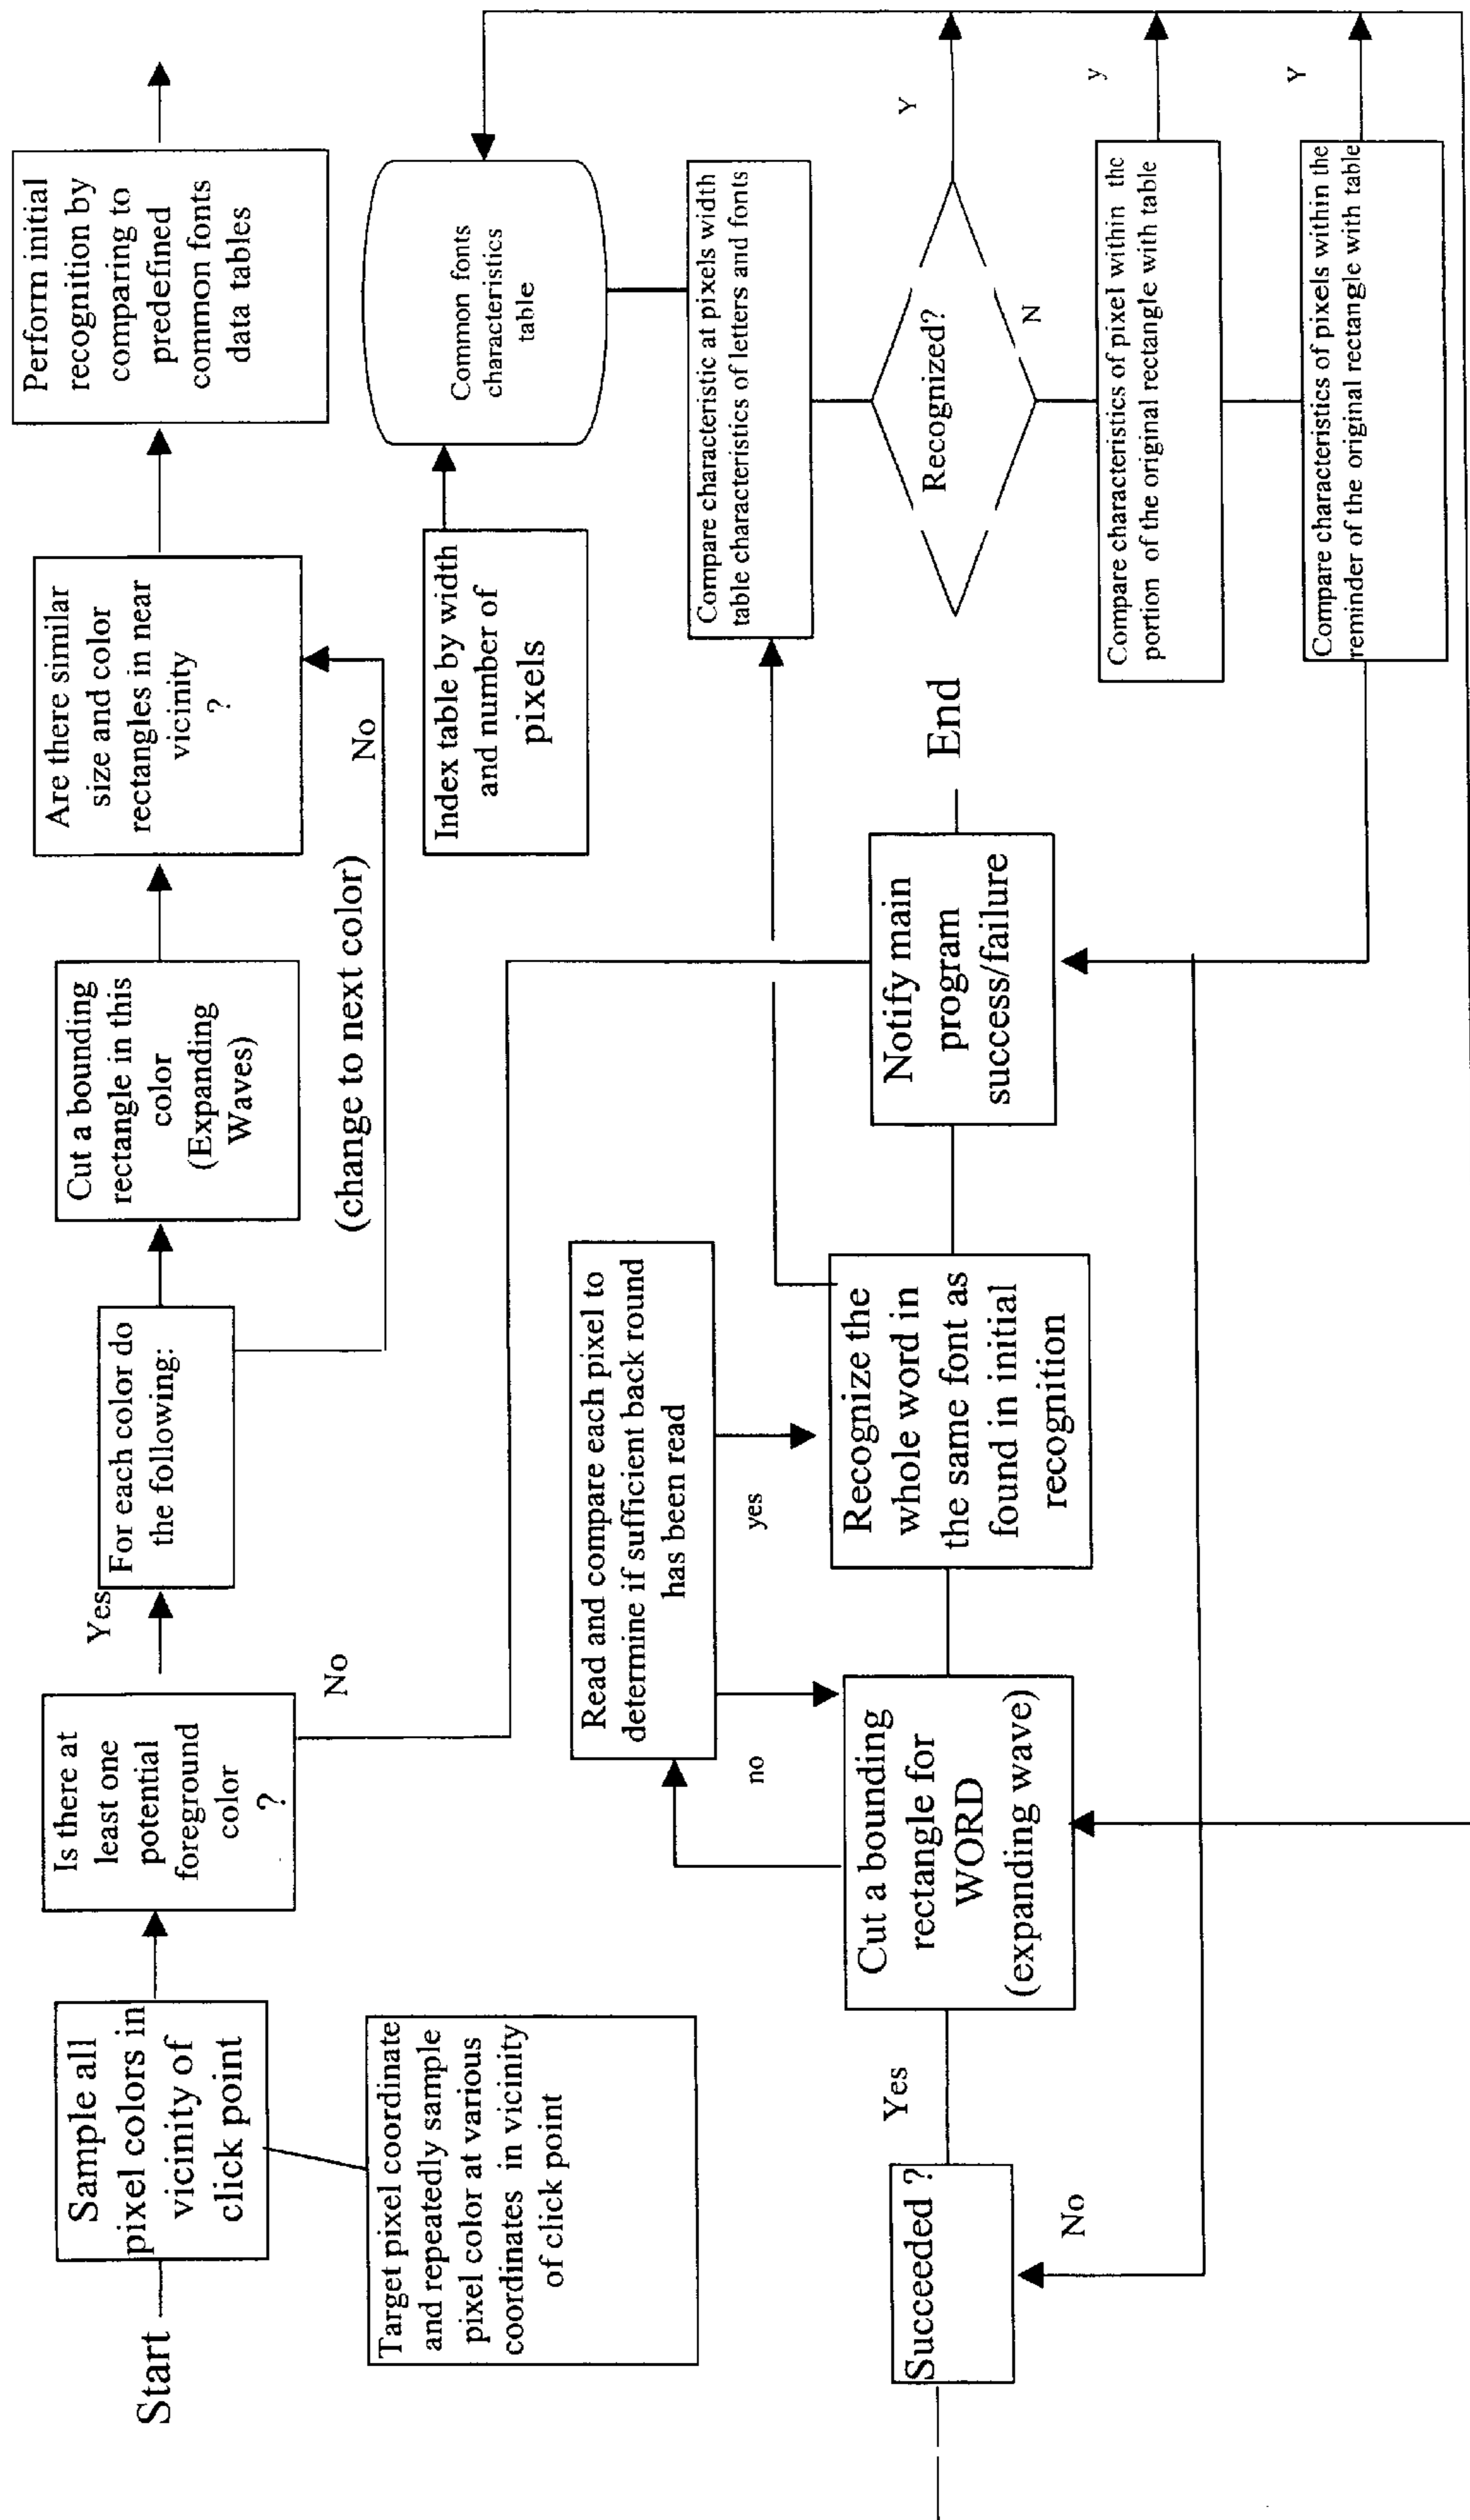 Start
Sample all
pixel colors in
vicinity of
click point
Is there at
least one
potential
foreground
color
?
Yes
For each color do
the following:
Cut a bounding
rectangle in this
color
(Expanding
Waves)
Are there similar
size and color
rectangles in near
vicinity
?
Perform initial
recognition by
comparing to
predefined
common fonts
data tables
Target pixel coordinate
and repeatedly sample
pixel color at various
coordinates in vicinity
of click point
No
(change to next color)
No
Index table by width
and number of
pixels
Common fonts
characteristics
table
Read and compare each pixel to
determine if sufficient back round
has been read
no
yes
Compare characteristic at pixels width
table characteristics of letters and fonts
Succeeded ?
Yes
No
Cut a bounding
rectangle for
WORD
(expanding wave)
Recognize the
whole word in
the same font as
found in initial
recognition
Notify main
program
success/failure
End
Recognized?
Y
N
Compare characteristics of pixel within the
portion of the original rectangle with table
y
Compare characteristics of pixels within the
reminder of the original rectangle with table
Y